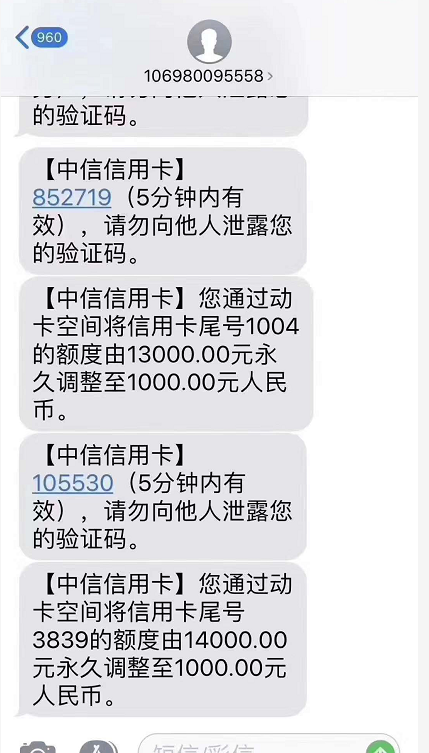 960
106980095558
的验证码。
【中信信用卡】
852719（5分钟内有
效），请勿向他人泄露您
的验证码。
【中信信用卡】您通过动
卡空间将信用卡尾号1004
的额度由13000.00元永
久调整至1000.00元人民
币。
【中信信用卡】
105530（5分钟内有
效），请勿向他人泄露您
的验证码。
【中信信用卡】您通过动
卡空间将信用卡尾号
3839的额度由14000.00
元永久调整至1000.00元
人民币。
短信/彩信